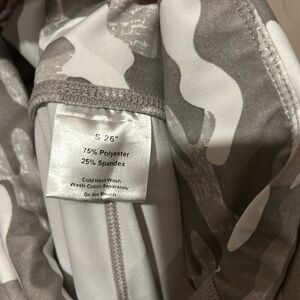 S 26"
75% Polyester
25% Spandex
Cold Hand Wash
Wash Colors Separately
Do Not Bleach